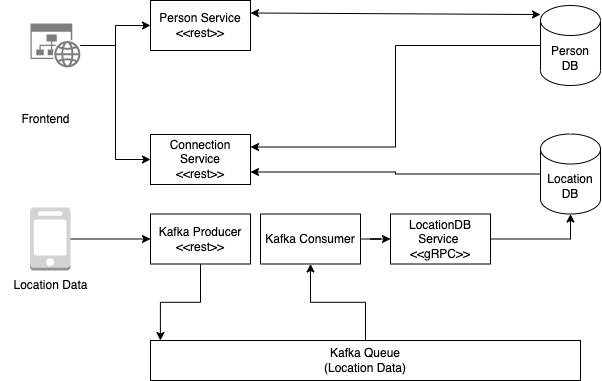 Person Service
<<rest>>
Person
DB
Frontend
Connection
Service
<<rest>>
Location
DB
Kafka Producer
<<rest>>
Kafka Consumer
LocationDB
Service
<<gRPC>>
Location Data
Kafka Queue
(Location Data)